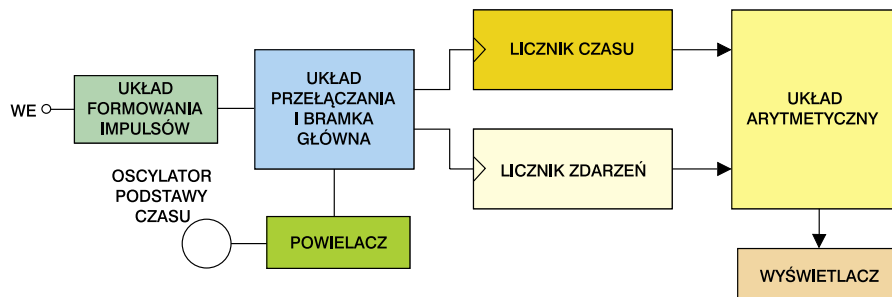 WE
UKŁAD
FORMOWANIA
IMPULSÓW
UKŁAD
PRZEŁĄCZANIA
I BRAMKA
GŁÓWNA
LICZNIK CZASU
LICZNIK ZDARZEŃ
UKŁAD
ARYTMETYCZNY
OSCYLATOR
PODSTAWY
CZASU
POWIELACZ
WYŚWIETLACZ